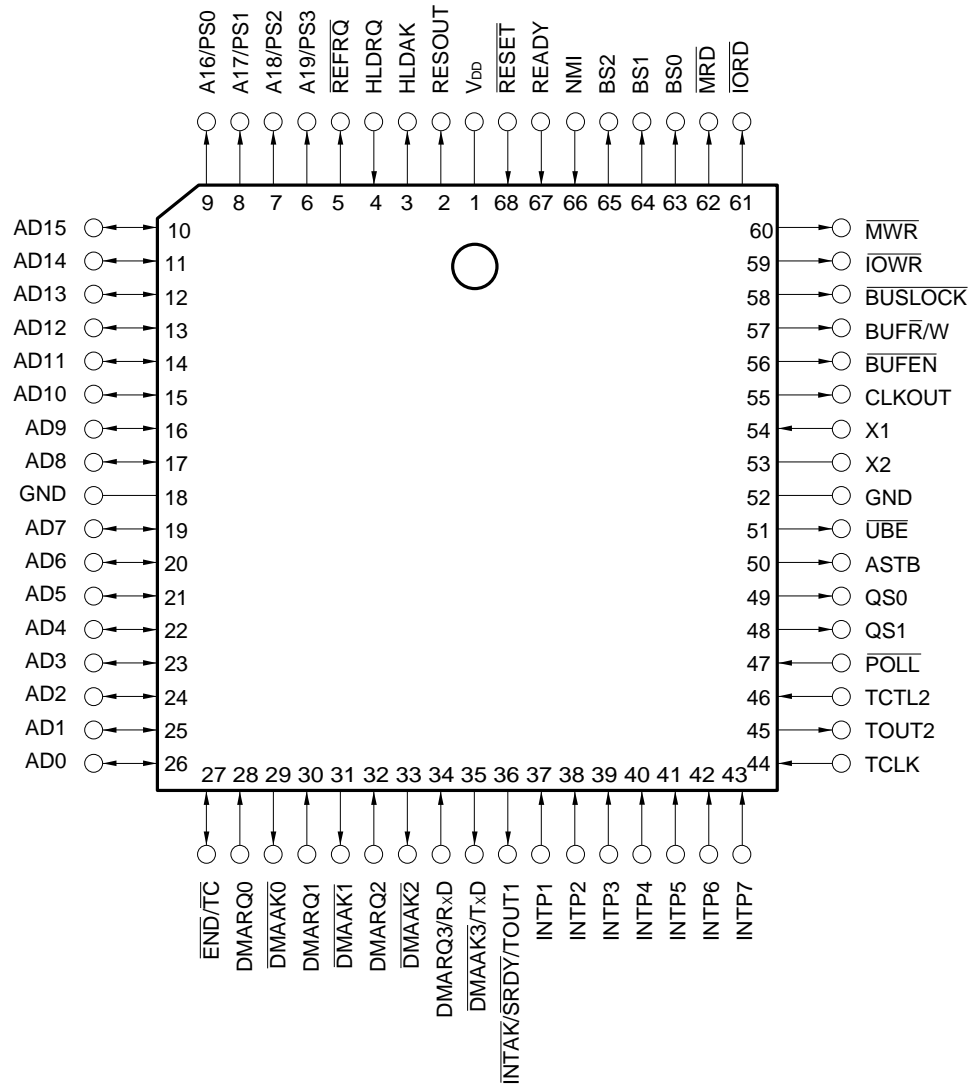 A16/PS0
A17/PS1
A18/PS2
A19/PS3
REFRQ
HLDRQ
HLDAK
RESOUT
VDD
RESET
READY
NMI
BS2
BS1
BS0
MRD
IORD
9 8 7 6 5 4 3 2 1 68 67 66 65 64 63 62 61
AD15 10
AD14 11
AD13 12
AD12 13
AD11 14
AD10 15
AD9 16
AD8 17
GND 18
AD7 19
AD6 20
AD5 21
AD4 22
AD3 23
AD2 24
AD1 25
AD0 26
60 MWR
59 IOWR
58 BUSLOCK
57 BUFR/W
56 BUFEN
55 CLKOUT
54 X1
53 X2
52 GND
51 UBE
50 ASTB
49 QS0
48 QS1
47 POLL
46 TCTL2
45 TOUT2
44 TCLK
27 28 29 30 31 32 33 34 35 36 37 38 39 40 41 42 43
END/TC
DMARQ0
DMAAK0
DMARQ1
DMAAK1
DMARQ2
DMAAK2
DMARQ3/RxD
DMAAK3/TxD
INTAK/SRDY/TOUT1
INTP1
INTP2
INTP3
INTP4
INTP5
INTP6
INTP7